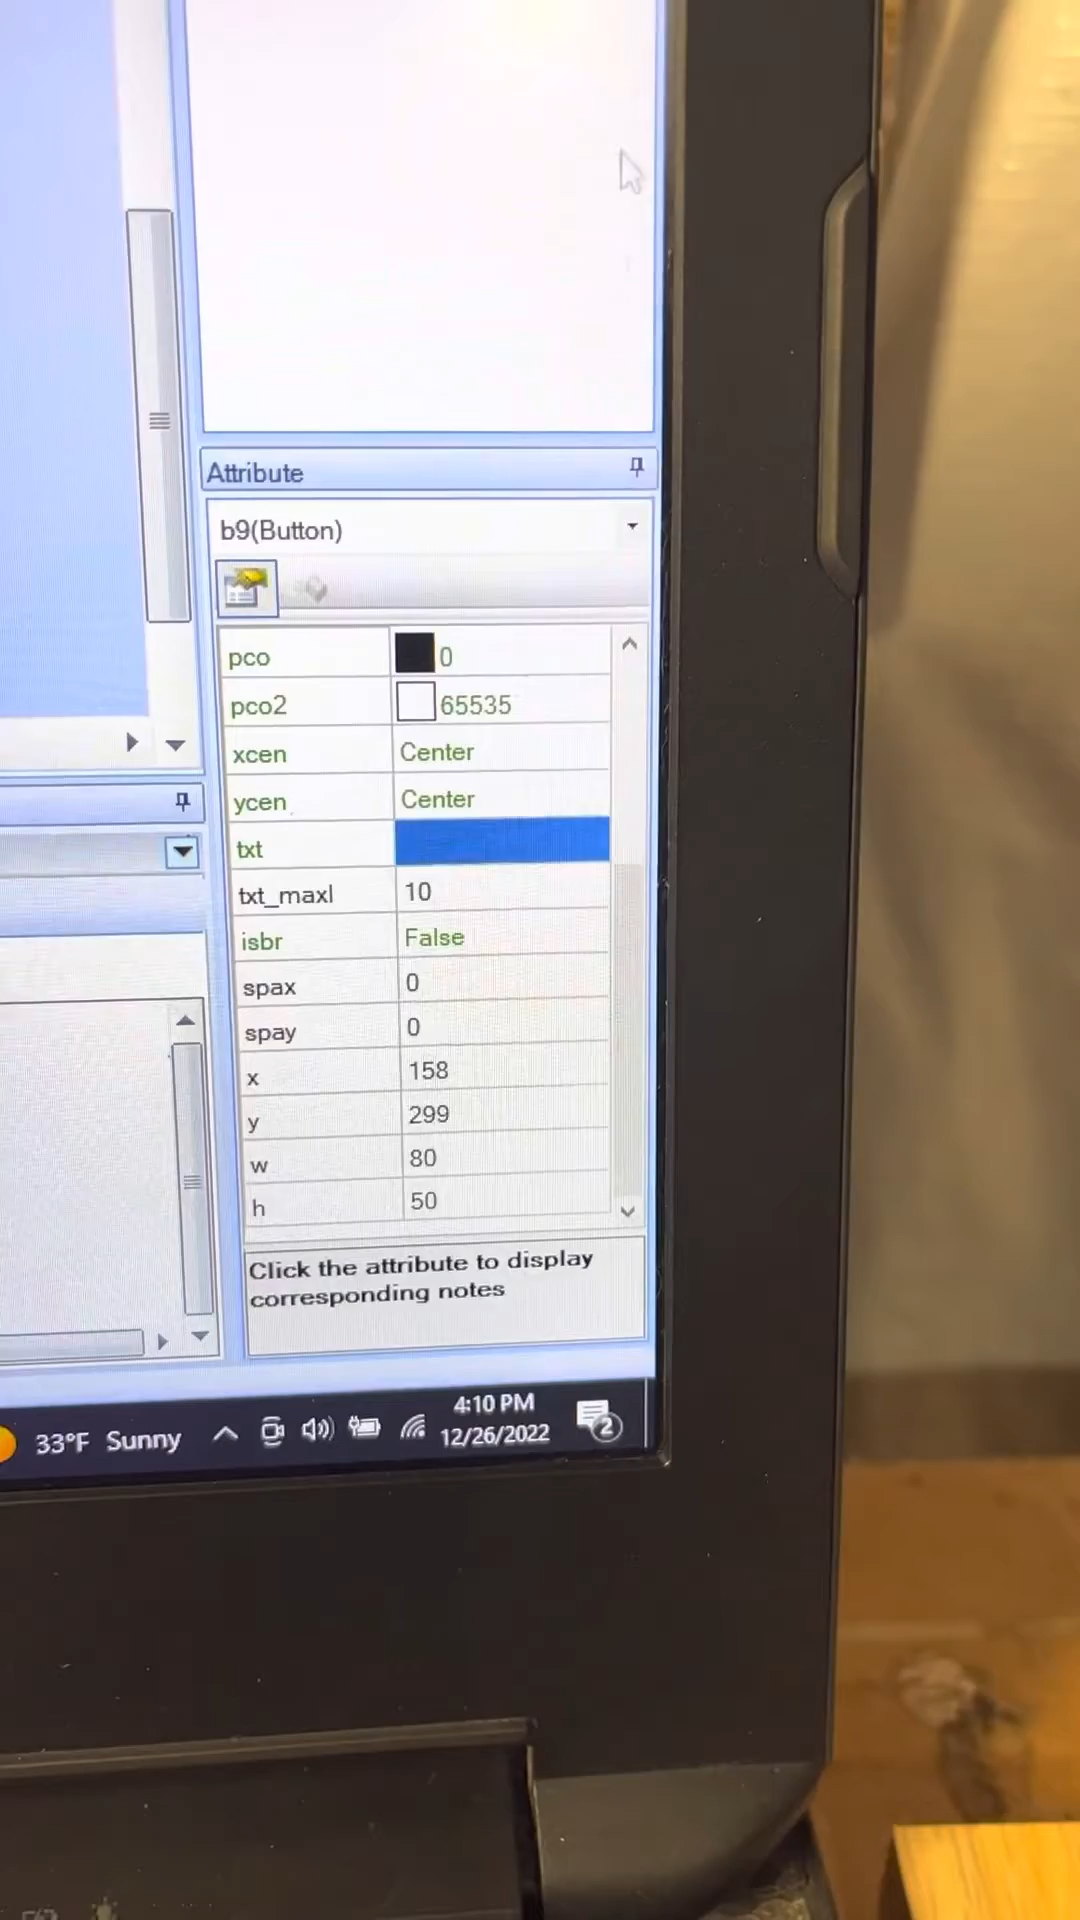 Attribute
b9(Button)
pco 0
pco2 65535
xcen Center
ycen Center
txt
txt_maxl 10
isbr False
spax 0
spay 0
x 158
y 299
w 80
h 50
Click the attribute to display
corresponding notes
33°F Sunny
4:10 PM
12/26/2022
2